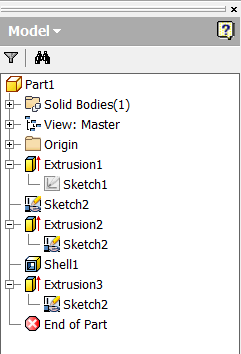 Model
Part1
Solid Bodies(1)
View: Master
Origin
Extrusion1
Sketch1
Sketch2
Extrusion2
Sketch2
Shell1
Extrusion3
Sketch2
End of Part